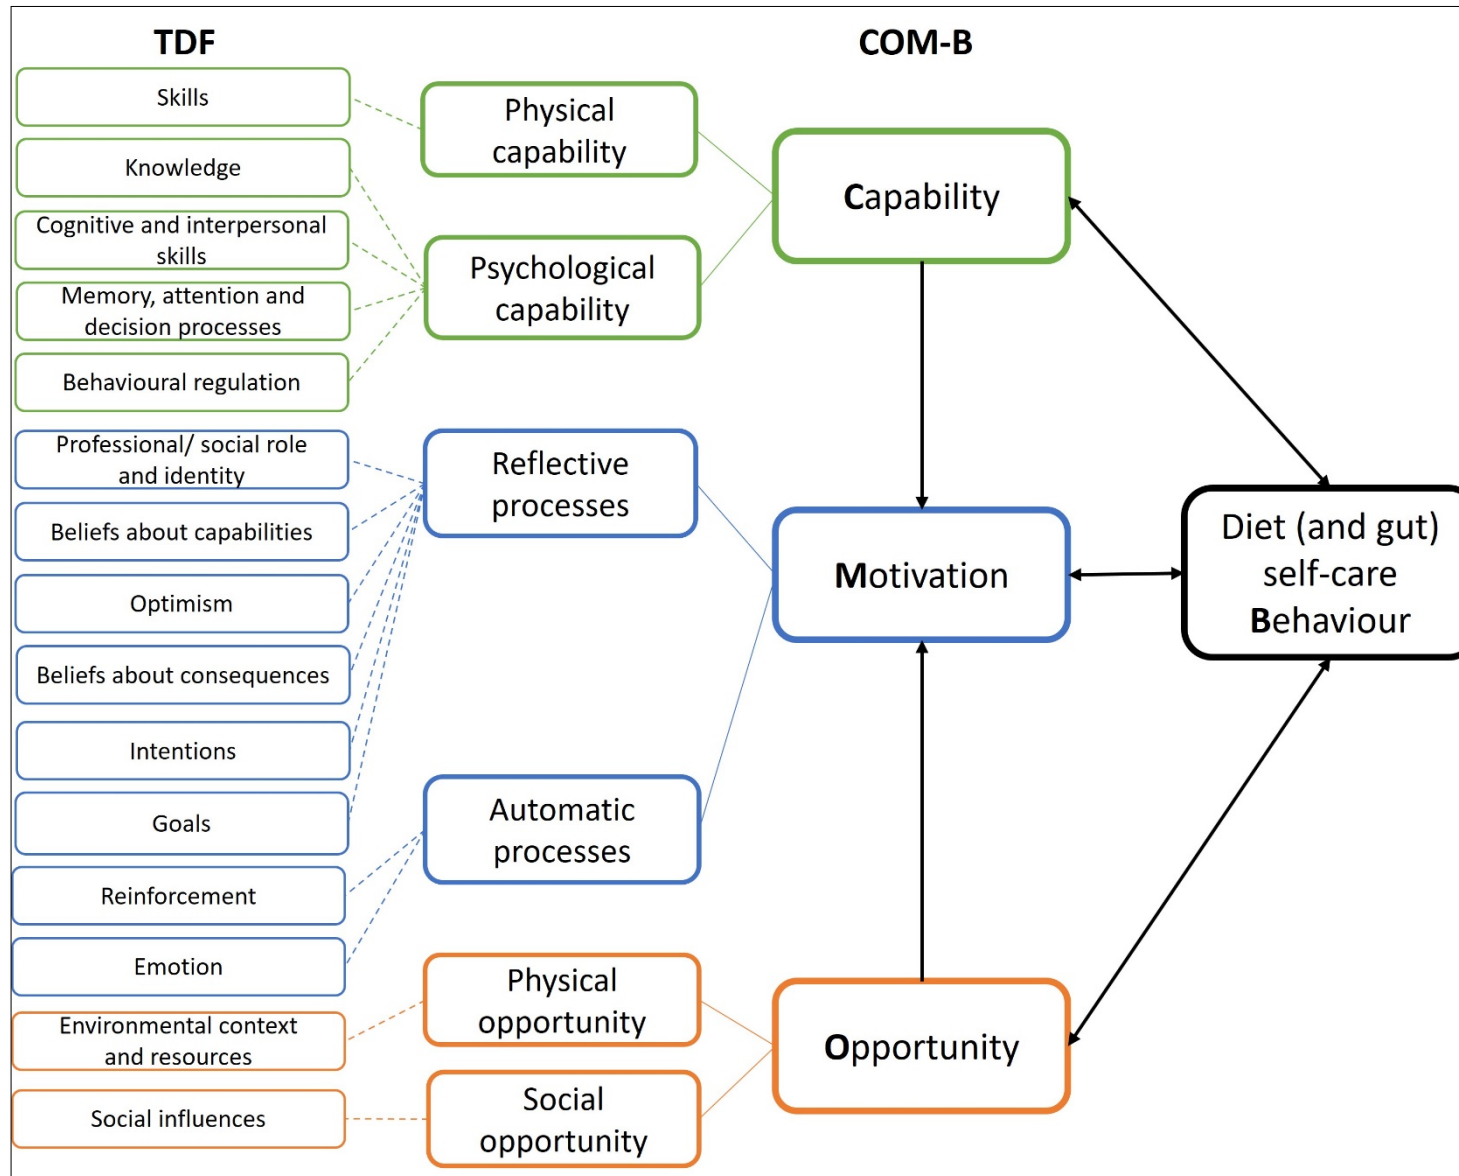 TDF
COM-B
Skills
Knowledge
Cognitive and interpersonal
skills
Memory, attention and
decision processes
Behavioural regulation
Professional/ social role
and identity
Beliefs about capabilities
Optimism
Beliefs about consequences
Intentions
Goals
Reinforcement
Emotion
Environmental context
and resources
Social influences
Physical
capability
Psychological
capability
Reflective
processes
Automatic
processes
Physical
opportunity
Social
opportunity
Capability
Motivation
Opportunity
Diet (and gut)
self-care
Behaviour